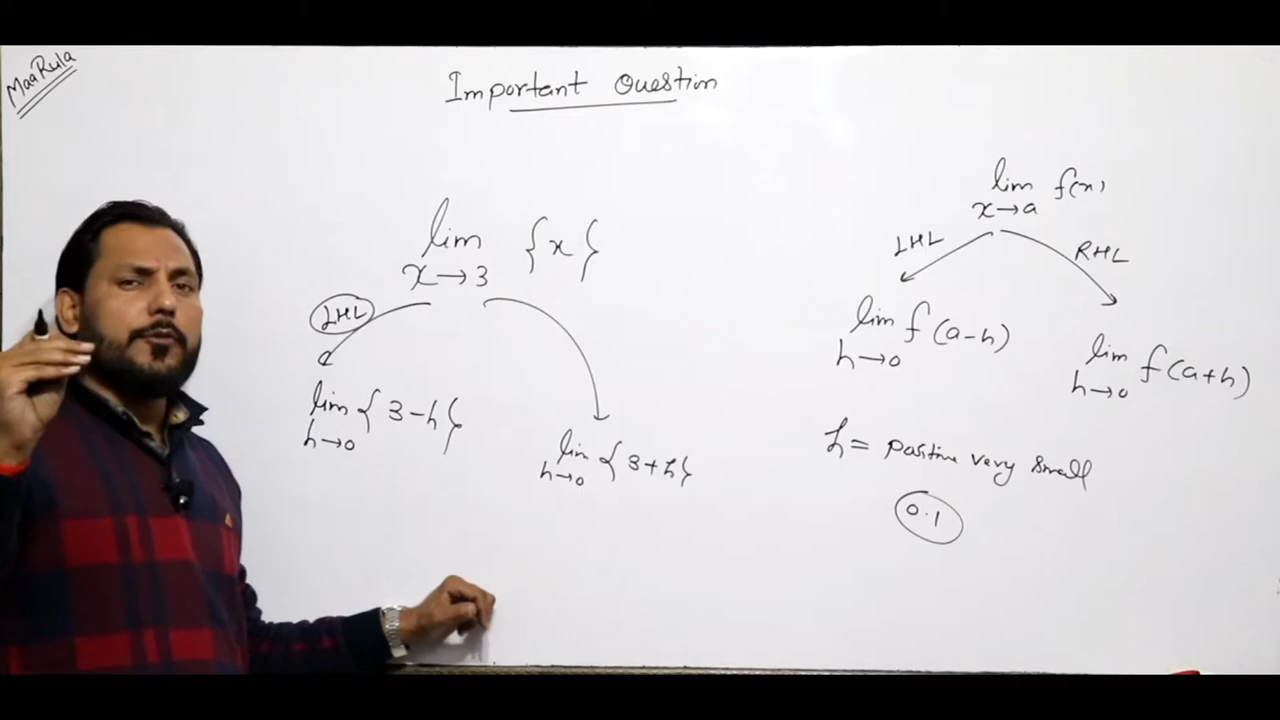 MaaRula
Important Question
lim {x}
x→3
LHL
lim {3-h}
h→0
lim {3+h}
h→0
lim f(x)
x→a
LHL
RHL
lim f(a-h)
h→0
lim f(a+h)
h→0
h = positive very small
0.1